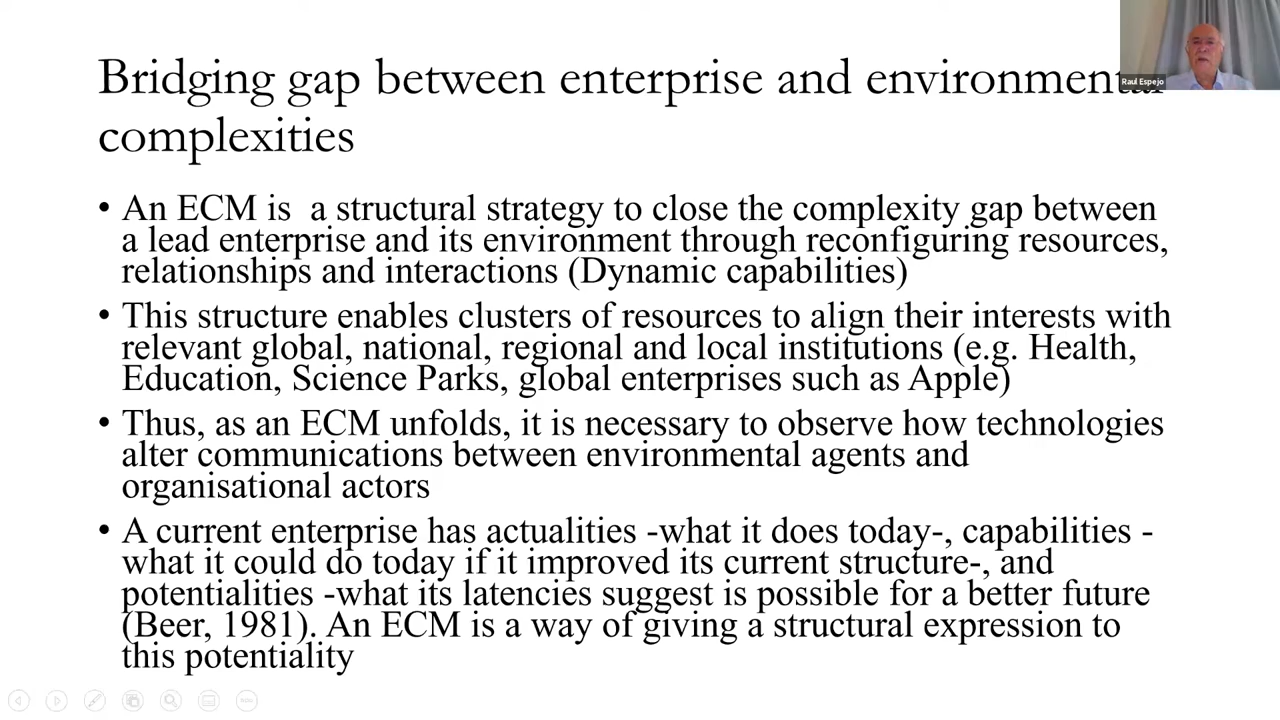 Bridging gap between enterprise and environmental
complexities
Raul Espejo
• An ECM is  a structural strategy to close the complexity gap between
a lead enterprise and its environment through reconfiguring resources,
relationships and interactions (Dynamic capabilities)
• This structure enables clusters of resources to align their interests with
relevant global, national, regional and local institutions (e.g. Health,
Education, Science Parks, global enterprises such as Apple)
• Thus, as an ECM unfolds, it is necessary to observe how technologies
alter communications between environmental agents and
organisational actors
• A current enterprise has actualities -what it does today-, capabilities -
what it could do today if it improved its current structure-, and
potentialities -what its latencies suggest is possible for a better future
(Beer, 1981). An ECM is a way of giving a structural expression to
this potentiality